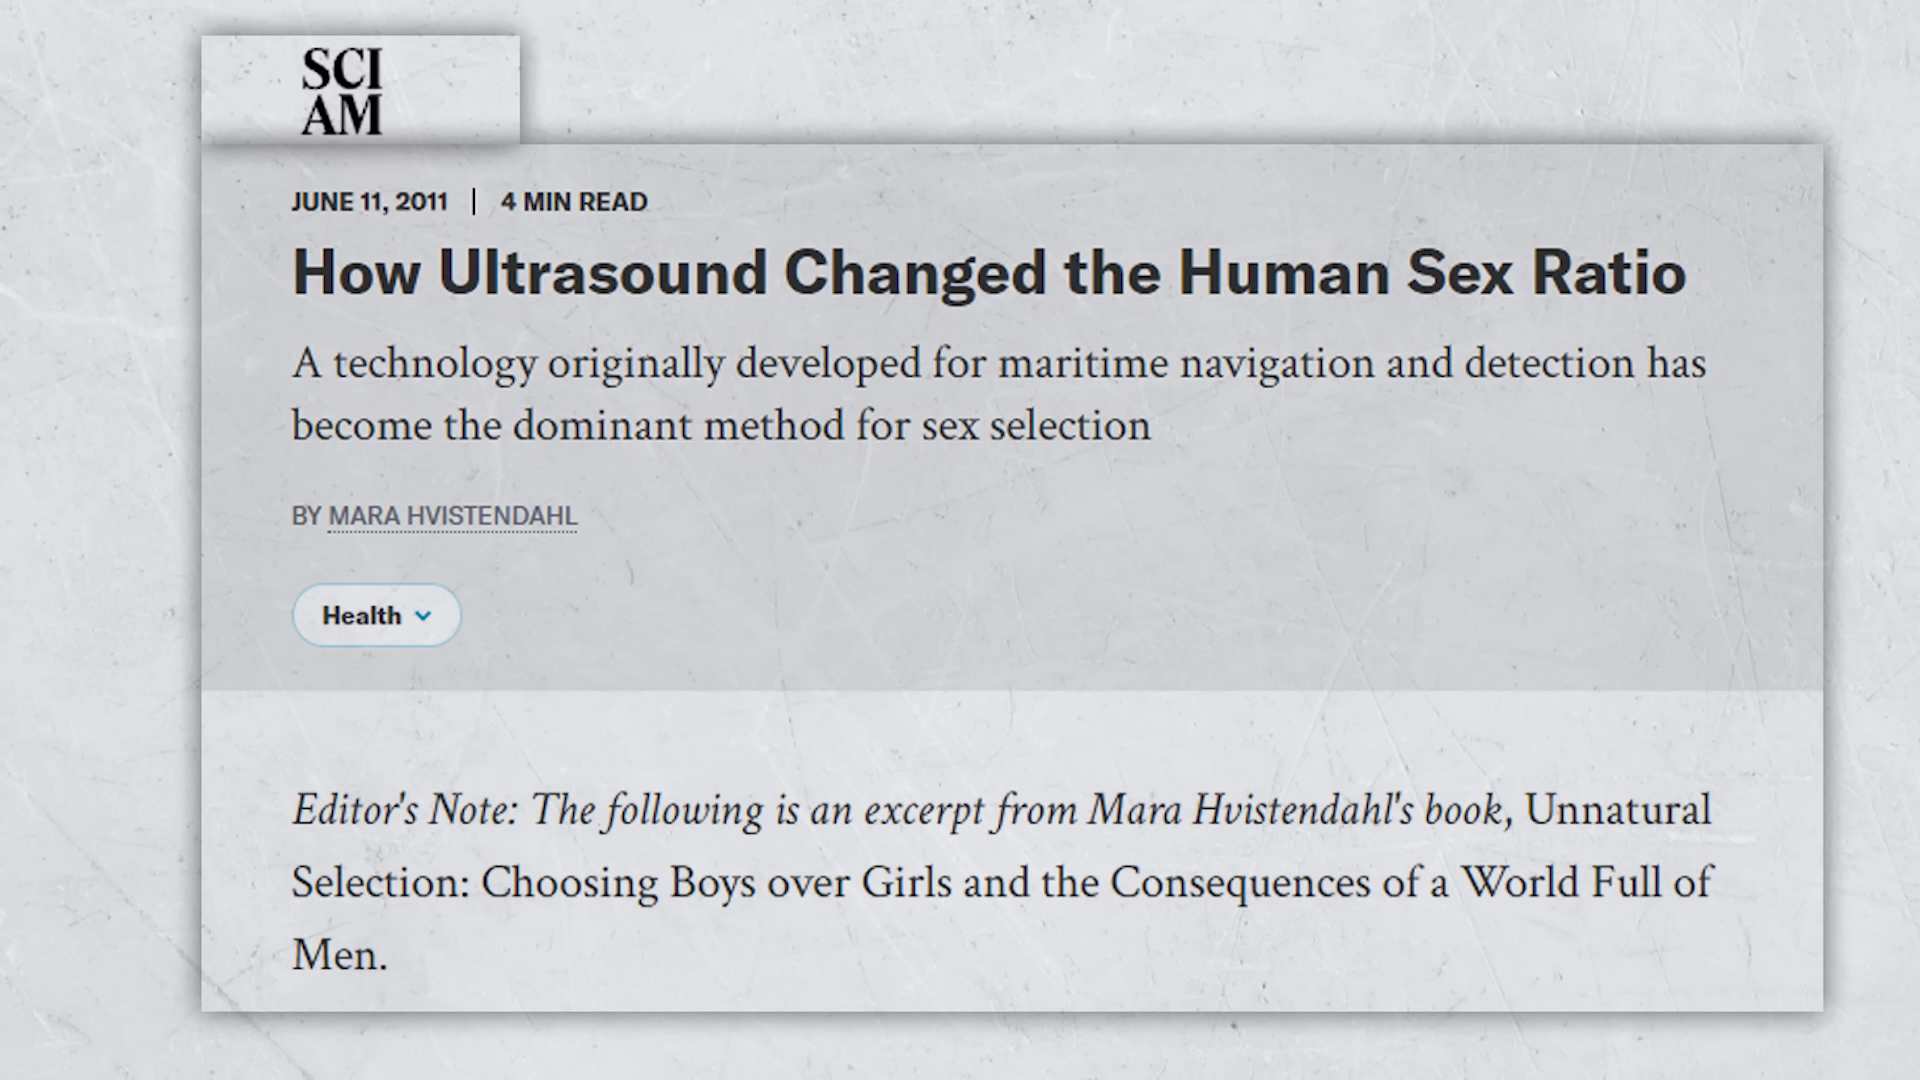 SCI
AM
JUNE 11, 2011 | 4 MIN READ
How Ultrasound Changed the Human Sex Ratio
A technology originally developed for maritime navigation and detection has
become the dominant method for sex selection
BY MARA HVISTENDAHL
Health
Editor's Note: The following is an excerpt from Mara Hvistendahl's book, Unnatural
Selection: Choosing Boys over Girls and the Consequences of a World Full of
Men.